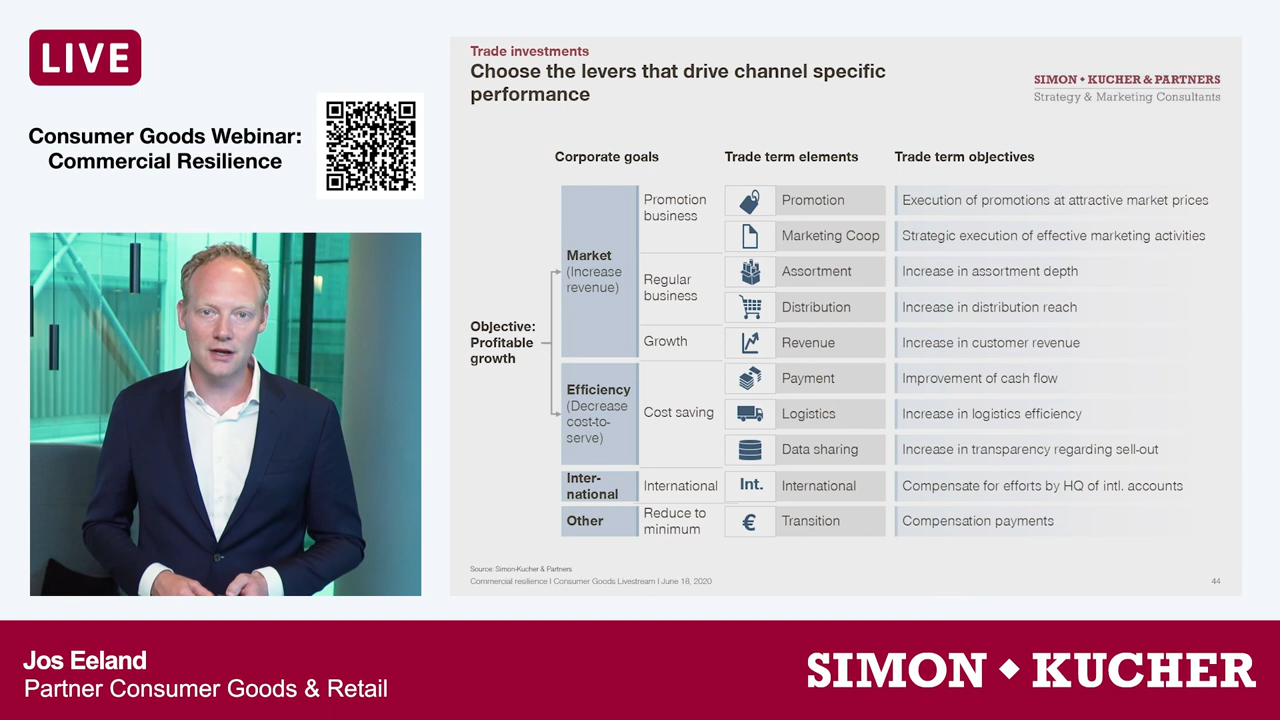 LIVE
Consumer Goods Webinar:
Commercial Resilience
Trade investments
Choose the levers that drive channel specific
performance
SIMON • KUCHER & PARTNERS
Strategy & Marketing Consultants
Corporate goals
Trade term elements
Trade term objectives
Objective:
Profitable
growth
Market
(Increase
revenue)
Promotion
business
Promotion
Execution of promotions at attractive market prices
Marketing Coop
Strategic execution of effective marketing activities
Regular
business
Assortment
Increase in assortment depth
Distribution
Increase in distribution reach
Growth
Revenue
Increase in customer revenue
Efficiency
(Decrease
cost-to-
serve)
Cost saving
Payment
Improvement of cash flow
Logistics
Increase in logistics efficiency
Data sharing
Increase in transparency regarding sell-out
Inter-
national
International
Int.
International
Compensate for efforts by HQ of intl. accounts
Other
Reduce to
minimum
€
Transition
Compensation payments
Source: Simon-Kucher & Partners
Commercial resilience I Consumer Goods Livestream I June 18, 2020
44
Jos Eeland
Partner Consumer Goods & Retail
SIMON ◆ KUCHER